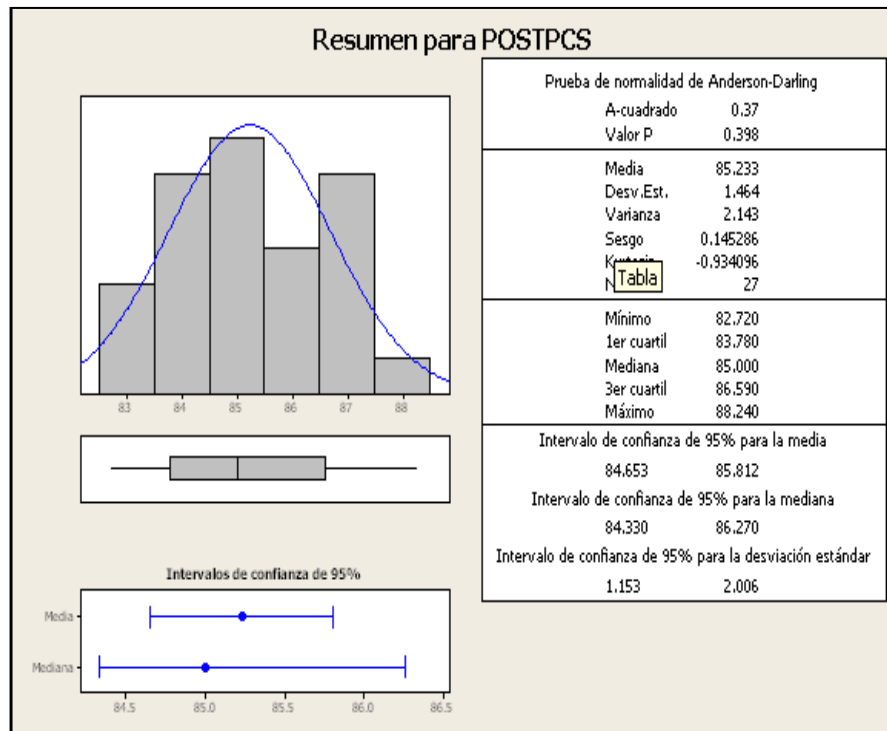 Resumen para POSTPCS
83 84 85 86 87 88
Intervalos de confianza de 95%
Media
Mediana
84.5 85.0 85.5 86.0 86.5
Prueba de normalidad de Anderson-Darling
A-cuadrado 0.37
Valor P 0.398
Media 85.233
Desv.Est. 1.464
Varianza 2.143
Sesgo 0.145286
-0.934096
N 27
Tabla
Mínimo 82.720
1er cuartil 83.780
Mediana 85.000
3er cuartil 86.590
Máximo 88.240
Intervalo de confianza de 95% para la media
84.653 85.812
Intervalo de confianza de 95% para la mediana
84.330 86.270
Intervalo de confianza de 95% para la desviación estándar
1.153 2.006